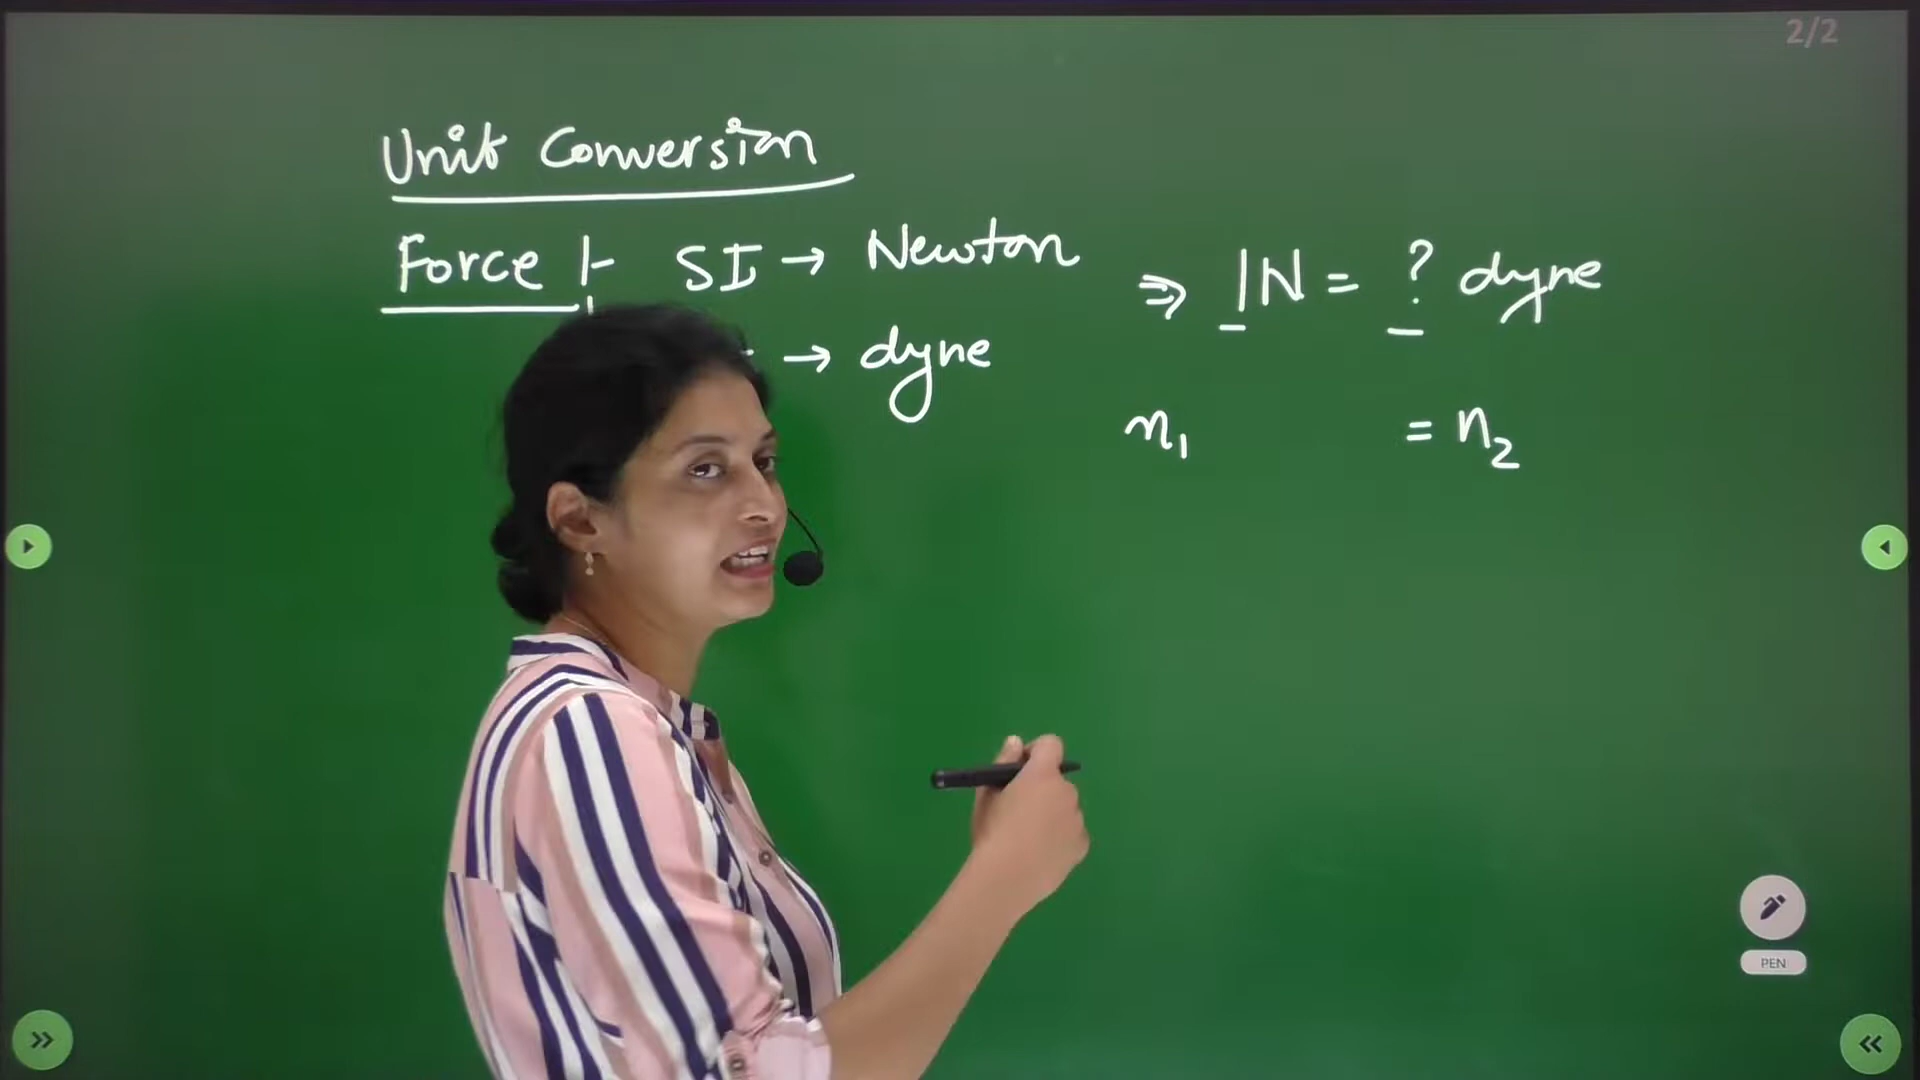 2/2
Unit Conversion
Force :- SI → Newton
⇒ 1N = ? dyne
→ dyne
n₁ = n₂
PEN